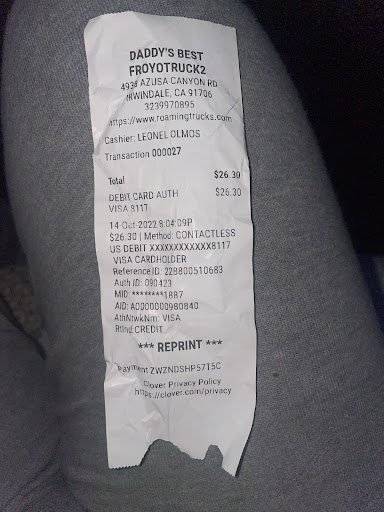 DADDY'S BEST
FROYOTRUCK2
4938 AZUSA CANYON RD
IRWINDALE, CA 91706
3239970895
https://www.roamingtrucks.com
Cashier: LEONEL OLMOS
Transaction 000027
Total $26.30
DEBIT CARD AUTH $26.30
VISA 8117
14-Oct-2022 8:04:09P
$26.30 | Method: CONTACTLESS
US DEBIT XXXXXXXXXXXX8117
VISA CARDHOLDER
Reference ID: 228800510683
Auth ID: 090423
MID: ********1887
AID: A0000000980840
AthNtwkNm: VISA
RtInd:CREDIT
*** REPRINT ***
Payment ZWZNDSHP57T5C
Clover Privacy Policy
https://clover.com/privacy